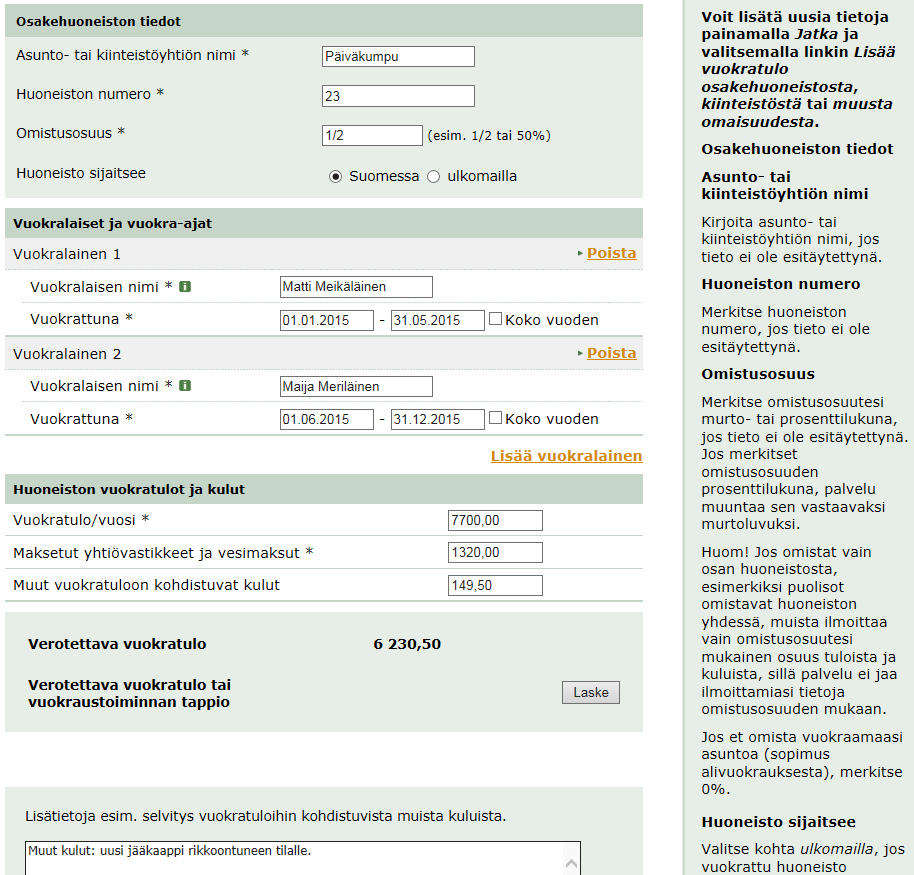 Osakehuoneiston tiedot
Asunto- tai kiinteistöyhtiön nimi * Päiväkumpu
Huoneiston numero * 23
Omistusosuus * 1/2 (esim. 1/2 tai 50%)
Huoneisto sijaitsee Suomessa ulkomailla
Vuokralaiset ja vuokra-ajat
Vuokralainen 1 Poista
Vuokralaisen nimi * i Matti Meikäläinen
Vuokrattuna * 01.01.2015 - 31.05.2015 Koko vuoden
Vuokralainen 2 Poista
Vuokralaisen nimi * i Maija Meriläinen
Vuokrattuna * 01.06.2015 - 31.12.2015 Koko vuoden
Lisää vuokralainen
Huoneiston vuokratulot ja kulut
Vuokratulo/vuosi * 7700,00
Maksetut yhtiövastikkeet ja vesimaksut * 1320,00
Muut vuokratuloon kohdistuvat kulut 149,50
Verotettava vuokratulo 6 230,50
Verotettava vuokratulo tai
vuokraustoiminnan tappio Laske
Lisätietoja esim. selvitys vuokratuloihin kohdistuvista muista kuluista.
Muut kulut: uusi jääkaappi rikkoontuneen tilalle.
Voit lisätä uusia tietoja
painamalla Jatka ja
valitsemalla linkin Lisää
vuokratulo
osakehuoneistosta,
kiinteistöstä tai muusta
omaisuudesta.
Osakehuoneiston tiedot
Asunto- tai
kiinteistöyhtiön nimi
Kirjoita asunto- tai
kiinteistöyhtiön nimi, jos
tieto ei ole esitäytettynä.
Huoneiston numero
Merkitse huoneiston
numero, jos tieto ei ole
esitäytettynä.
Omistusosuus
Merkitse omistusosuutesi
murto- tai prosenttilukuna,
jos tieto ei ole esitäytettynä.
Jos merkitset
omistusosuuden
prosenttilukuna, palvelu
muuntaa sen vastaavaksi
murtoluvuksi.
Huom! Jos omistat vain
osan huoneistosta,
esimerkiksi puolisot
omistavat huoneiston
yhdessä, muista ilmoittaa
vain omistusosuutesi
mukainen osuus tuloista ja
kuluista, sillä palvelu ei jaa
ilmoittamiasi tietoja
omistusosuuden mukaan.
Jos et omista vuokraamaasi
asuntoa (sopimus
alivuokrauksesta), merkitse
0%.
Huoneisto sijaitsee
Valitse kohta ulkomailla, jos
vuokrattu huoneisto